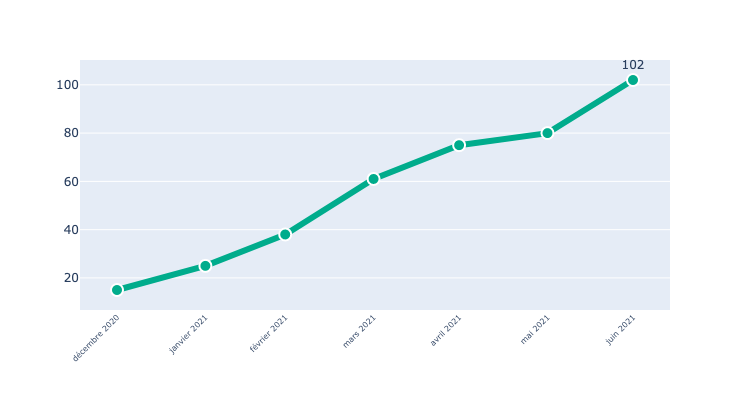 102
100
80
60
40
20
décembre 2020
janvier 2021
février 2021
mars 2021
avril 2021
mai 2021
juin 2021